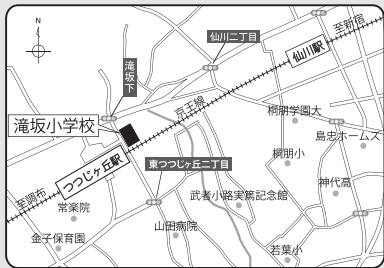 N
至新宿
仙川二丁目
仙川駅
滝坂下
京王線
桐朋学園大
滝坂小学校
島忠ホームズ
桐朋小
つつじヶ丘駅
東つつじヶ丘二丁目
神代高
至調布
武者小路実篤記念館
常楽院
山田病院
金子保育園
若葉小